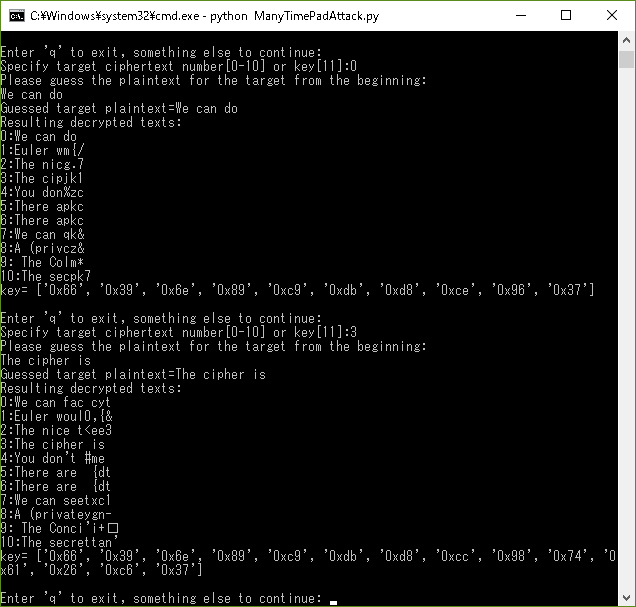 C:¥Windows¥system32¥cmd.exe - python  ManyTimePadAttack.py
Enter 'q' to exit, something else to continue:
Specify target ciphertext number[0-10] or key[11]:0
Please guess the plaintext for the target from the beginning:
We can do
Guessed target plaintext=We can do
Resulting decrypted texts:
0:We can do
1:Euler wm{/
2:The nicg.7
3:The cipjk1
4:You don%zc
5:There apkc
6:There apkc
7:We can qk&
8:A (privcz&
9: The Colm*
10:The secpk7
key= ['0x66', '0x39', '0x6e', '0x89', '0xc9', '0xdb', '0xd8', '0xce', '0x96', '0x37']
Enter 'q' to exit, something else to continue:
Specify target ciphertext number[0-10] or key[11]:3
Please guess the plaintext for the target from the beginning:
The cipher is
Guessed target plaintext=The cipher is
Resulting decrypted texts:
0:We can fac cyt
1:Euler woulO,{&
2:The nice t<ee3
3:The cipher is
4:You don't #me
5:There are  {dt
6:There are  {dt
7:We can seetxc1
8:A (privateygn-
9: The Conci'i+□
10:The secrettan'
key= ['0x66', '0x39', '0x6e', '0x89', '0xc9', '0xdb', '0xd8', '0xcc', '0x98', '0x74', '0
x61', '0x26', '0xc6', '0x37']
Enter 'q' to exit, something else to continue: